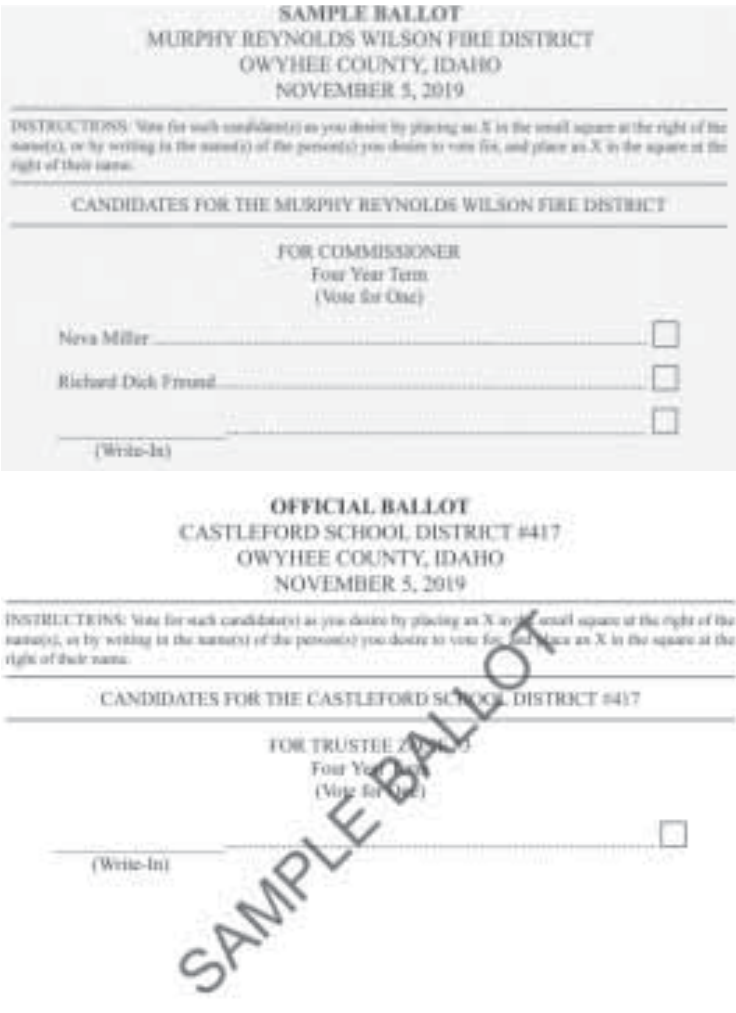 SAMPLE BALLOT
MURPHY REYNOLDS WILSON FIRE DISTRICT
OWYHEE COUNTY, IDAHO
NOVEMBER 5, 2019
INSTRUCTIONS: Vote for such candidate(s) as you desire by placing an X in the small square at the right of the
name(s), or by writing in the name(s) of the person(s) you desire to vote for, and place an X in the square at the
right of their name.
CANDIDATES FOR THE MURPHY REYNOLDS WILSON FIRE DISTRICT
FOR COMMISSIONER
Four Year Term
(Vote for One)
Neva Miller
Richard Dick Freund
(Write-In)
OFFICIAL BALLOT
CASTLEFORD SCHOOL DISTRICT #417
OWYHEE COUNTY, IDAHO
NOVEMBER 5, 2019
INSTRUCTIONS: Vote for such candidate(s) as you desire by placing an X in the small square at the right of the
name(s), or by writing in the name(s) of the person(s) you desire to vote for, and place an X in the square at the
right of their name.
CANDIDATES FOR THE CASTLEFORD SCHOOL DISTRICT #417
FOR TRUSTEE
Four Year Term
(Vote for One)
(Write-In)
SAMPLE BALLOT